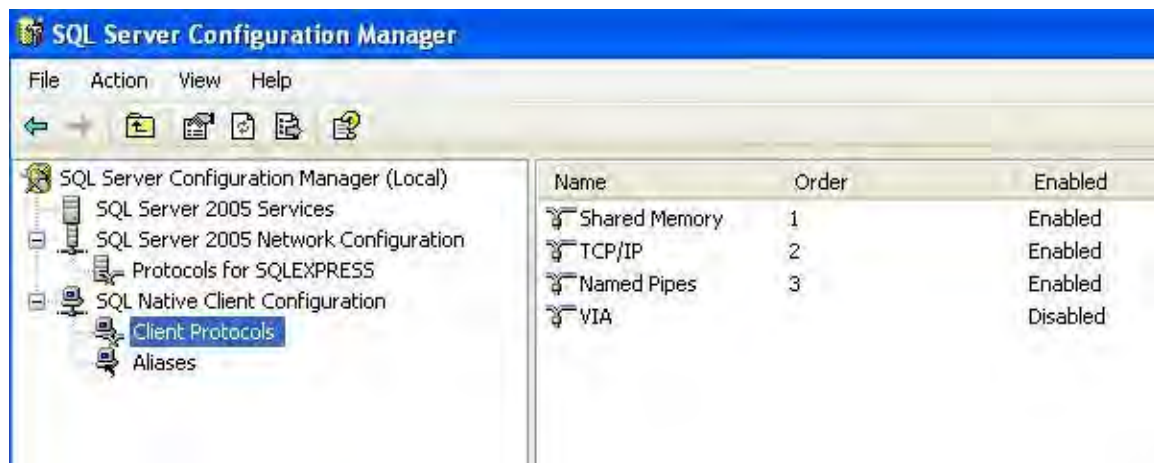 SQL Server Configuration Manager
File Action View Help
SQL Server Configuration Manager (Local)
SQL Server 2005 Services
SQL Server 2005 Network Configuration
Protocols for SQLEXPRESS
SQL Native Client Configuration
Client Protocols
Aliases
Name Order Enabled
Shared Memory 1 Enabled
TCP/IP 2 Enabled
Named Pipes 3 Enabled
VIA Disabled